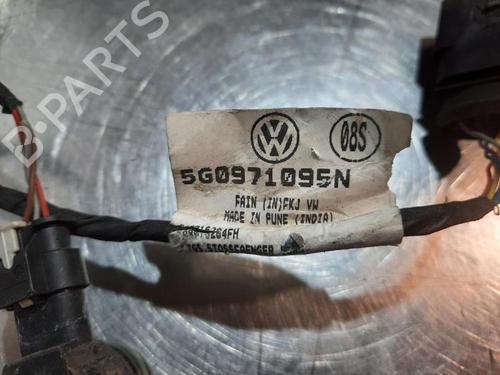 B-PARTS
VW
08S
5G0971095N
FAIN (IN)FKJ VW
MADE IN PUNE (INDIA)